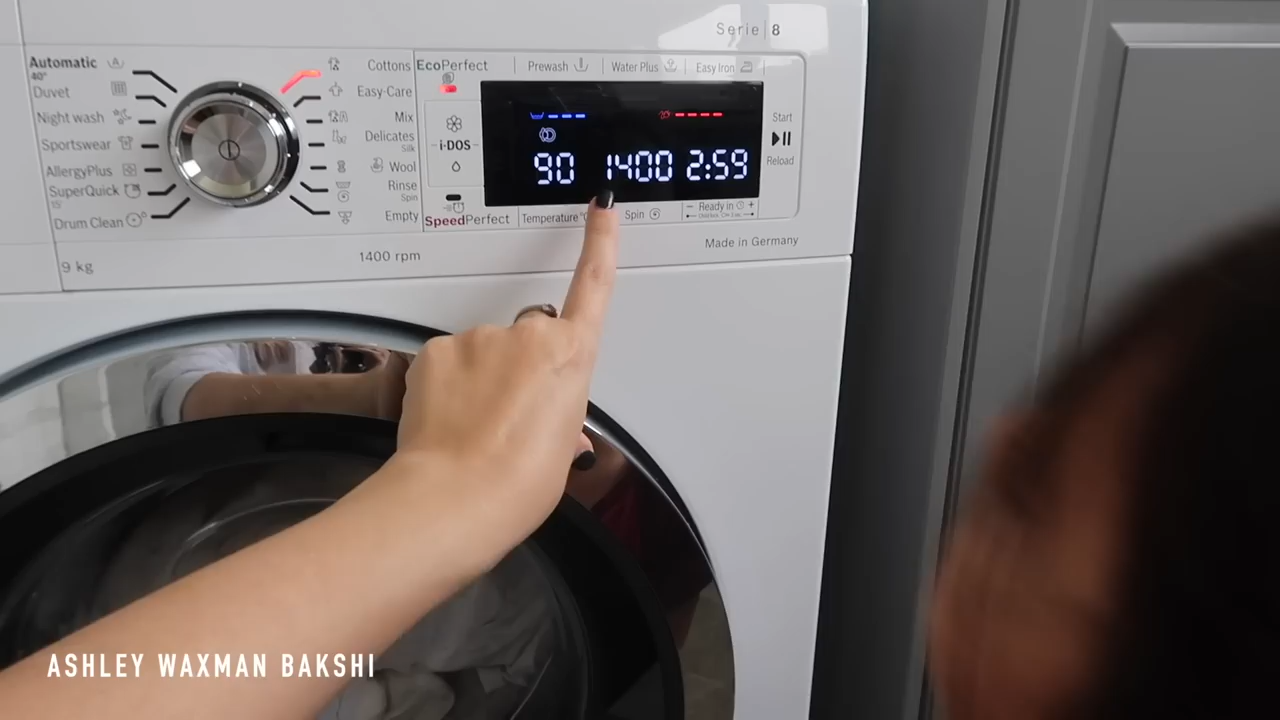 Serie 8
Automatic
40°
Duvet
Night wash
Sportswear
AllergyPlus
SuperQuick
15'
Drum Clean
Cottons
Easy-Care
Mix
Delicates
Silk
Wool
Rinse
Spin
Empty
EcoPerfect
i-DOS
SpeedPerfect
Prewash
Water Plus
Easy Iron
90 1400 2:59
Temperature °C
Spin
− Ready in +
Start
Reload
Made in Germany
9 kg
1400 rpm
ASHLEY WAXMAN BAKSHI